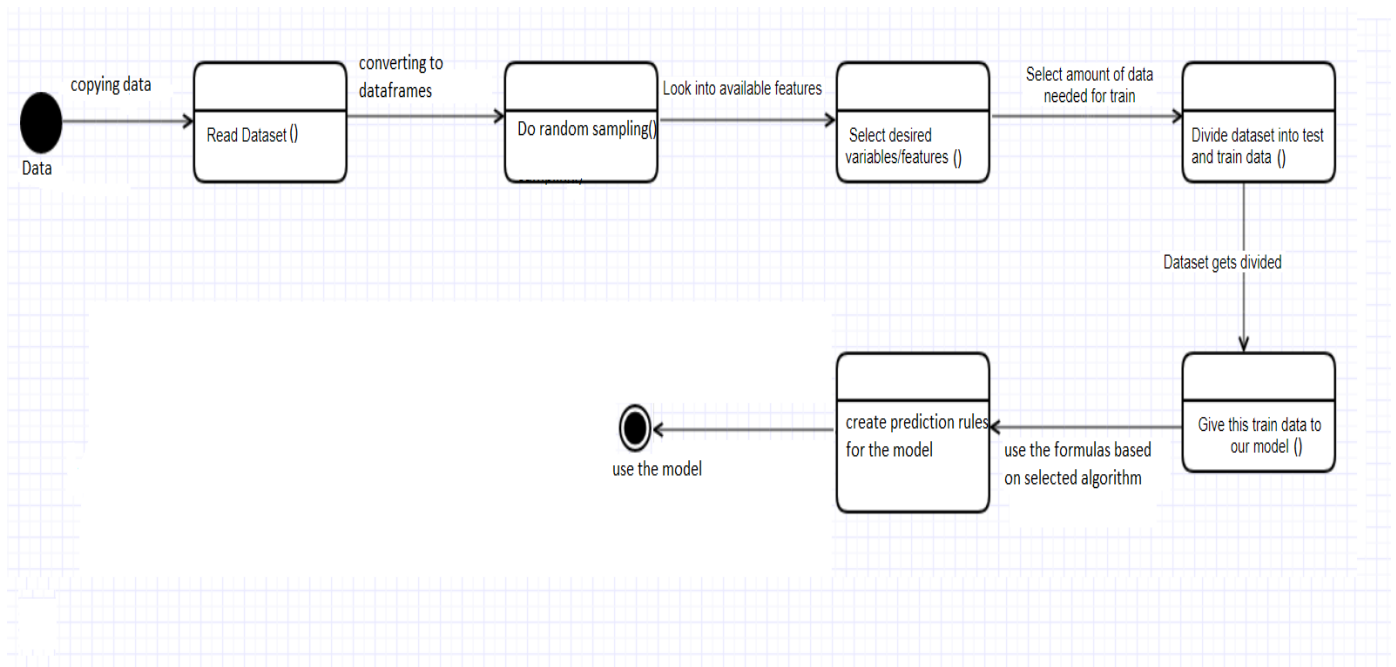 copying data
Data
Read Dataset ()
converting to
dataframes
Do random sampling()
Look into available features
Select desired
variables/features ()
Select amount of data
needed for train
Divide dataset into test
and train data ()
Dataset gets divided
Give this train data to
our model ()
use the formulas based
on selected algorithm
create prediction rules
for the model
use the model